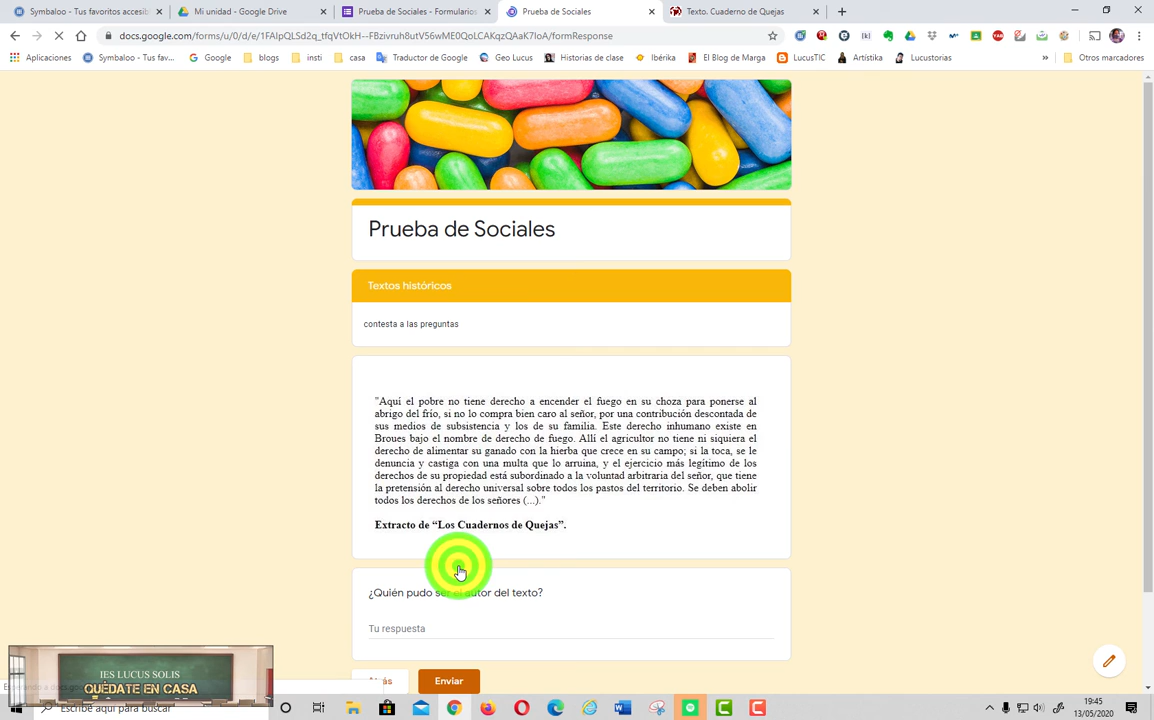 Symbaloo - Tus favoritos accesib
Mi unidad - Google Drive
Prueba de Sociales - Formularios
Prueba de Sociales
Texto. Cuaderno de Quejas
docs.google.com/forms/u/0/d/e/1FAIpQLSd2q_tfqVtOkH--FBzivruh8utV56wME0QoLCAKqzQAaK7IoA/formResponse
Aplicaciones
Symbaloo - Tus fav...
Google
blogs
insti
casa
Traductor de Google
Geo Lucus
Historias de clase
Ibérika
El Blog de Marga
LucusTIC
Artístika
Lucustorias
»
Otros marcadores
Prueba de Sociales
Textos históricos
contesta a las preguntas
"Aquí el pobre no tiene derecho a encender el fuego en su choza para ponerse al
abrigo del frío, si no lo compra bien caro al señor, por una contribución descontada de
sus medios de subsistencia y los de su familia. Este derecho inhumano existe en
Broues bajo el nombre de derecho de fuego. Allí el agricultor no tiene ni siquiera el
derecho de alimentar su ganado con la hierba que crece en su campo; si la toca, se le
denuncia y castiga con una multa que lo arruina, y el ejercicio más legítimo de los
derechos de su propiedad está subordinado a la voluntad arbitraria del señor, que tiene
la pretensión al derecho universal sobre todos los pastos del territorio. Se deben abolir
todos los derechos de los señores (...)."
Extracto de “Los Cuadernos de Quejas”.
¿Quién pudo ser el autor del texto?
Tu respuesta
Atrás
Enviar
IES LUCUS SOLIS
QUÉDATE EN CASA
Escribe aquí para buscar
19:45
13/05/2020